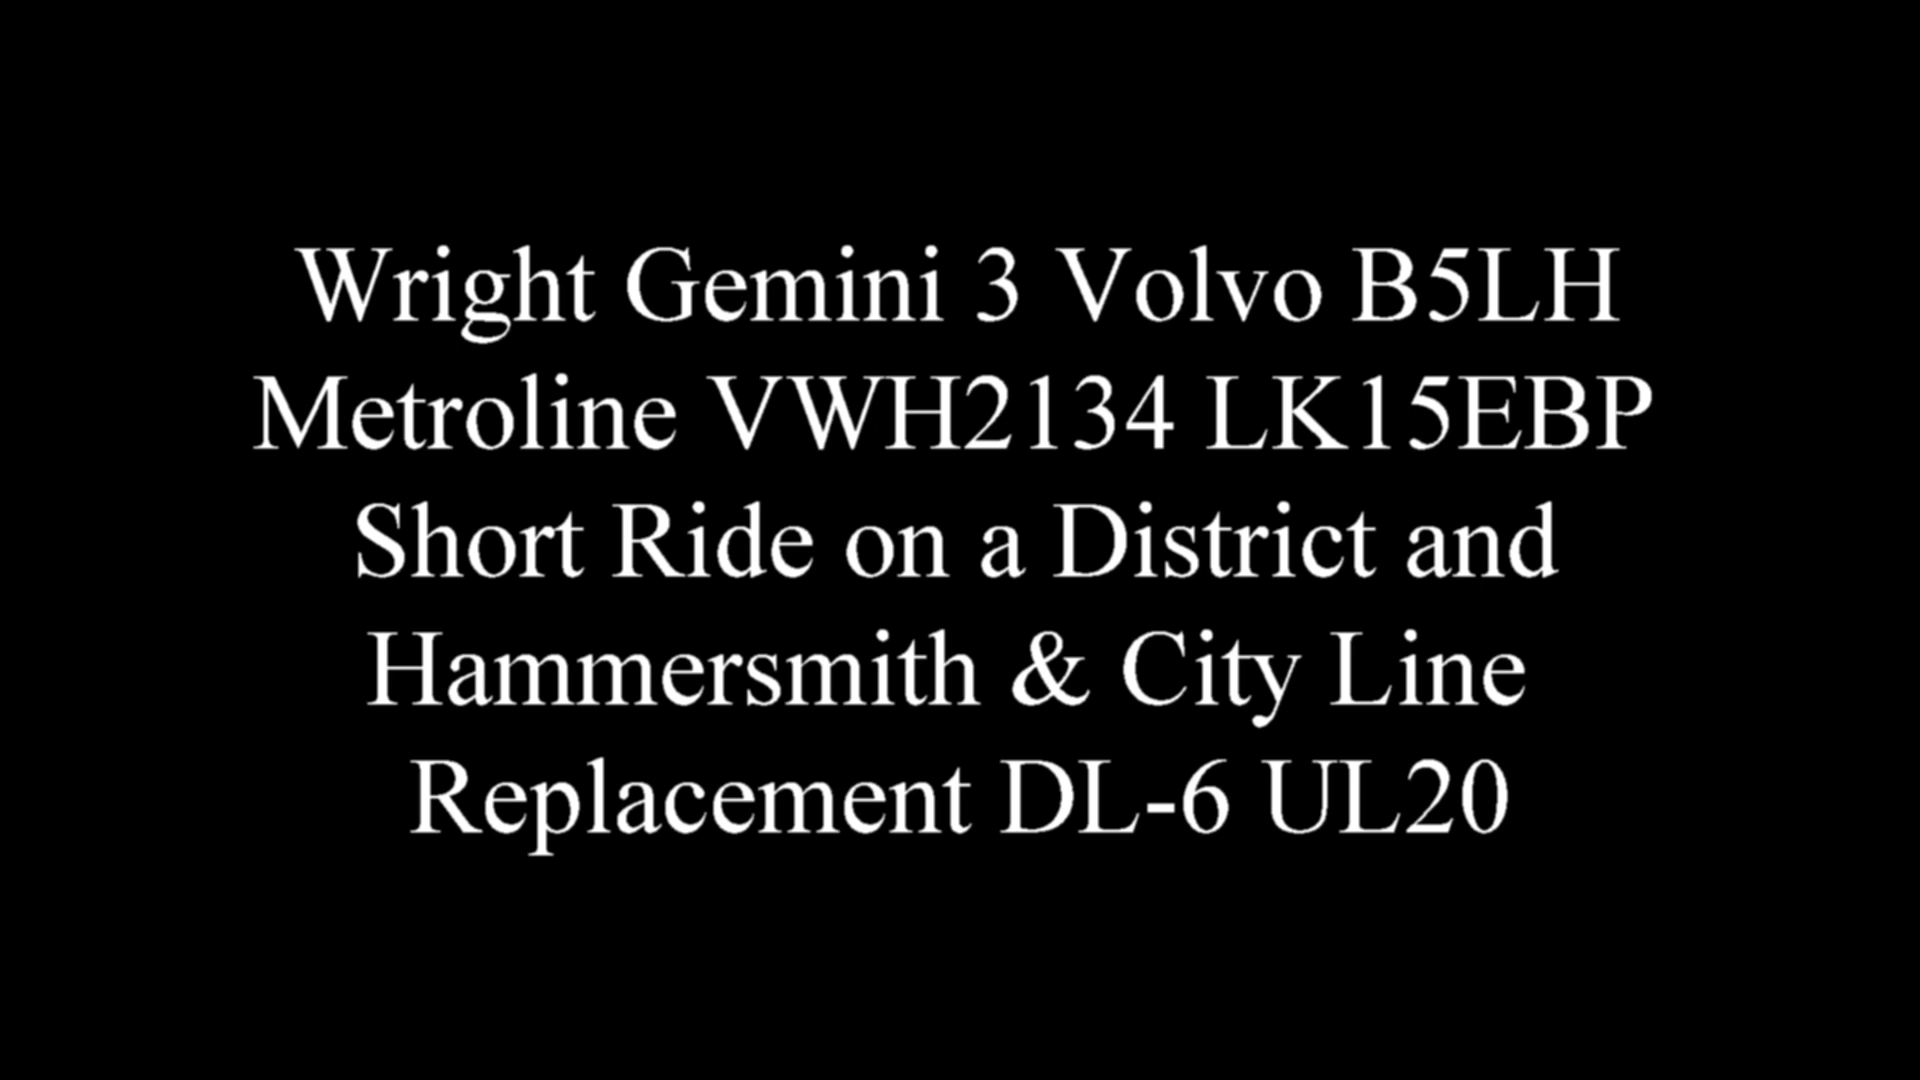 Wright Gemini 3 Volvo B5LH
Metroline VWH2134 LK15EBP
Short Ride on a District and
Hammersmith & City Line
Replacement DL-6 UL20